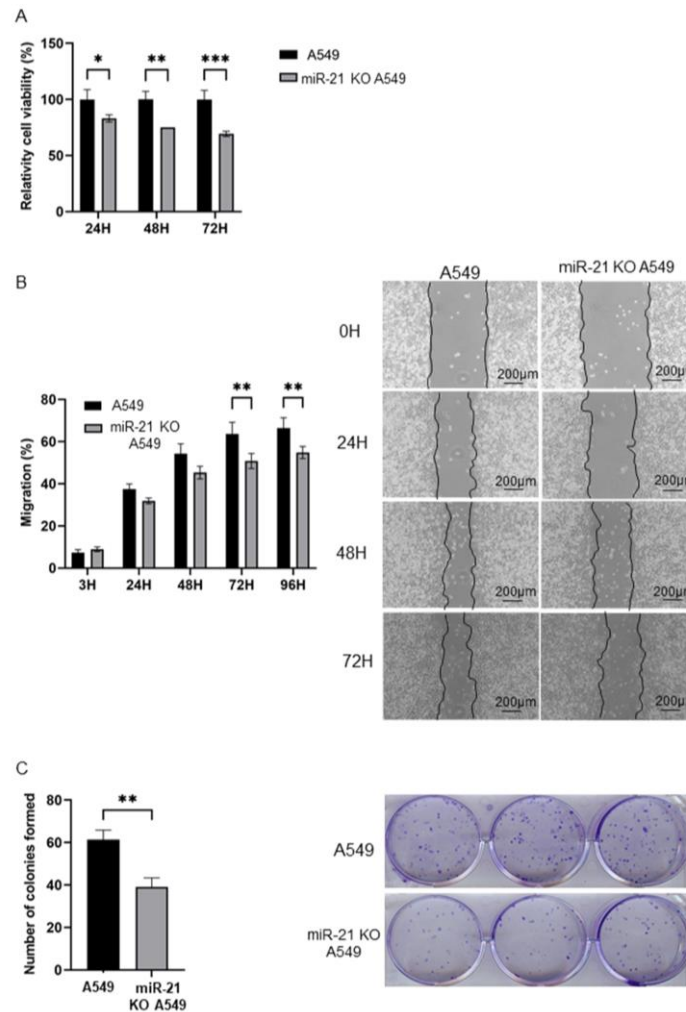 A
Relativity cell viability (%)
150
100
50
0
*
**
***
24H
48H
72H
A549
miR-21 KO A549
B
Migration (%)
80
60
40
20
0
A549
miR-21 KO
A549
**
**
3H
24H
48H
72H
96H
A549
miR-21 KO A549
0H
200μm
200μm
24H
200μm
200μm
48H
200μm
200μm
72H
200μm
200μm
C
Number of colonies formed
80
60
40
20
0
**
A549
miR-21
KO A549
A549
miR-21 KO
A549